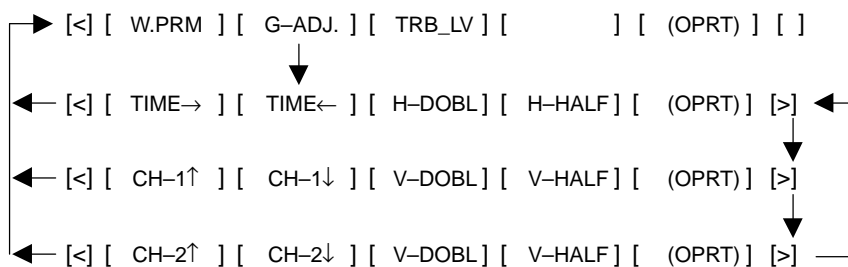 [<] [ W.PRM ] [ G–ADJ. ] [ TRB_LV ] [ ] [ (OPRT) ] [ ]
[<] [ TIME→ ] [ TIME← ] [ H–DOBL ] [ H–HALF ] [ (OPRT) ] [>]
[<] [ CH–1↑ ] [ CH–1↓ ] [ V–DOBL ] [ V–HALF ] [ (OPRT) ] [>]
[<] [ CH–2↑ ] [ CH–2↓ ] [ V–DOBL ] [ V–HALF ] [ (OPRT) ] [>]